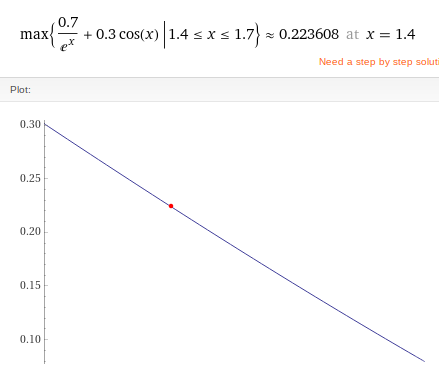 max{0.7/e^x + 0.3 cos(x) | 1.4 ≤ x ≤ 1.7} ≈ 0.223608 at x = 1.4
Need a step by step soluti
Plot:
0.30
0.25
0.20
0.15
0.10